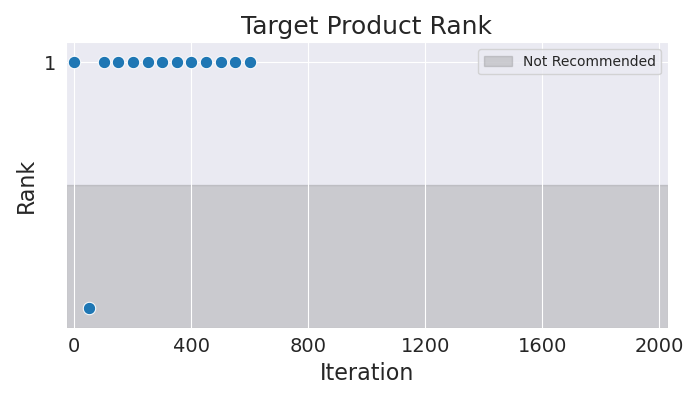 Target Product Rank
1
Not Recommended
Rank
0 400 800 1200 1600 2000
Iteration